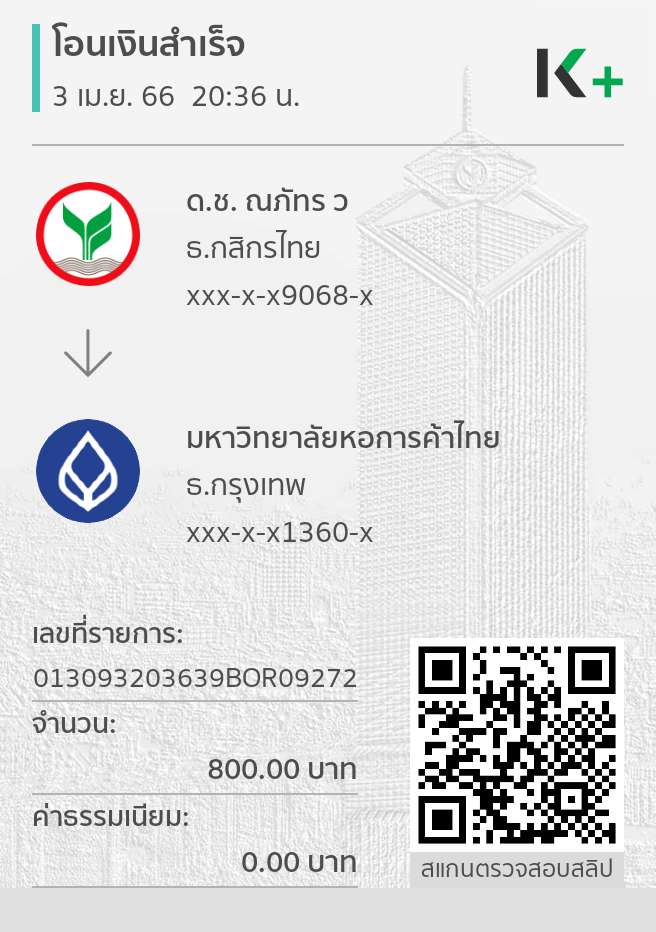 โอนเงินสำเร็จ
3 เม.ย. 66 20:36 น.
K+
ด.ช. ณภัทร ว
ธ.กสิกรไทย
xxx-x-x9068-x
มหาวิทยาลัยหอการค้าไทย
ธ.กรุงเทพ
xxx-x-x1360-x
เลขที่รายการ:
013093203639BOR09272
จำนวน:
800.00 บาท
ค่าธรรมเนียม:
0.00 บาท
สแกนตรวจสอบสลิป